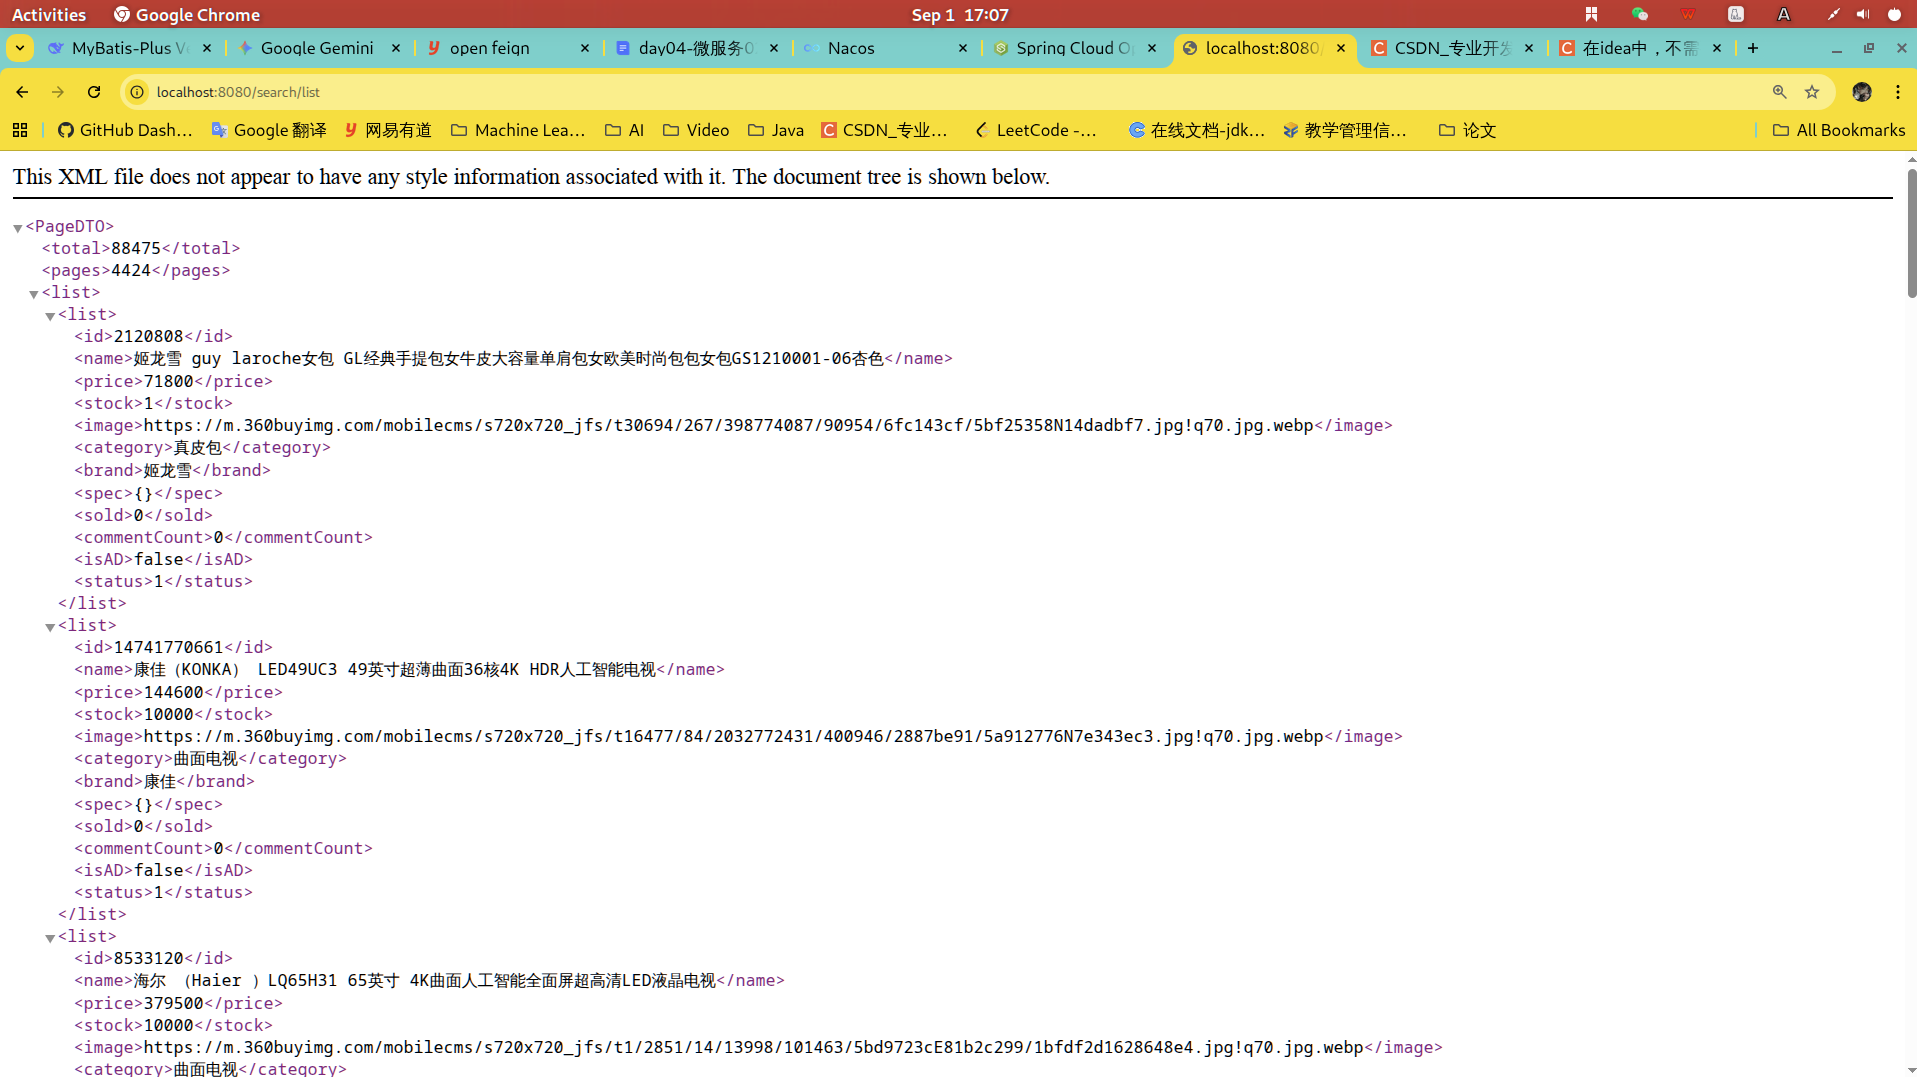 Activities
Google Chrome
Sep 1 17:07
A
MyBatis-Plus
Google Gemini
open feign
day04-微服务0
Nacos
Spring Cloud O
localhost:8080/
CSDN_专业开发
在idea中，不需
localhost:8080/search/list
GitHub Dash...
Google 翻译
网易有道
Machine Lea...
AI
Video
Java
CSDN_专业...
LeetCode -...
在线文档-jdk...
教学管理信...
论文
All Bookmarks
This XML file does not appear to have any style information associated with it. The document tree is shown below.
<PageDTO>
<total>88475</total>
<pages>4424</pages>
<list>
<list>
<id>2120808</id>
<name>姬龙雪 guy laroche女包 GL经典手提包女牛皮大容量单肩包女欧美时尚包包女包GS1210001-06杏色</name>
<price>71800</price>
<stock>1</stock>
<image>https://m.360buyimg.com/mobilecms/s720x720_jfs/t30694/267/398774087/90954/6fc143cf/5bf25358N14dadbf7.jpg!q70.jpg.webp</image>
<category>真皮包</category>
<brand>姬龙雪</brand>
<spec>{}</spec>
<sold>0</sold>
<commentCount>0</commentCount>
<isAD>false</isAD>
<status>1</status>
</list>
<list>
<id>14741770661</id>
<name>康佳（KONKA） LED49UC3 49英寸超薄曲面36核4K HDR人工智能电视</name>
<price>144600</price>
<stock>10000</stock>
<image>https://m.360buyimg.com/mobilecms/s720x720_jfs/t16477/84/2032772431/400946/2887be91/5a912776N7e343ec3.jpg!q70.jpg.webp</image>
<category>曲面电视</category>
<brand>康佳</brand>
<spec>{}</spec>
<sold>0</sold>
<commentCount>0</commentCount>
<isAD>false</isAD>
<status>1</status>
</list>
<list>
<id>8533120</id>
<name>海尔 （Haier ）LQ65H31 65英寸 4K曲面人工智能全面屏超高清LED液晶电视</name>
<price>379500</price>
<stock>10000</stock>
<image>https://m.360buyimg.com/mobilecms/s720x720_jfs/t1/2851/14/13998/101463/5bd9723cE81b2c299/1bfdf2d1628648e4.jpg!q70.jpg.webp</image>
<category>曲面电视</category>